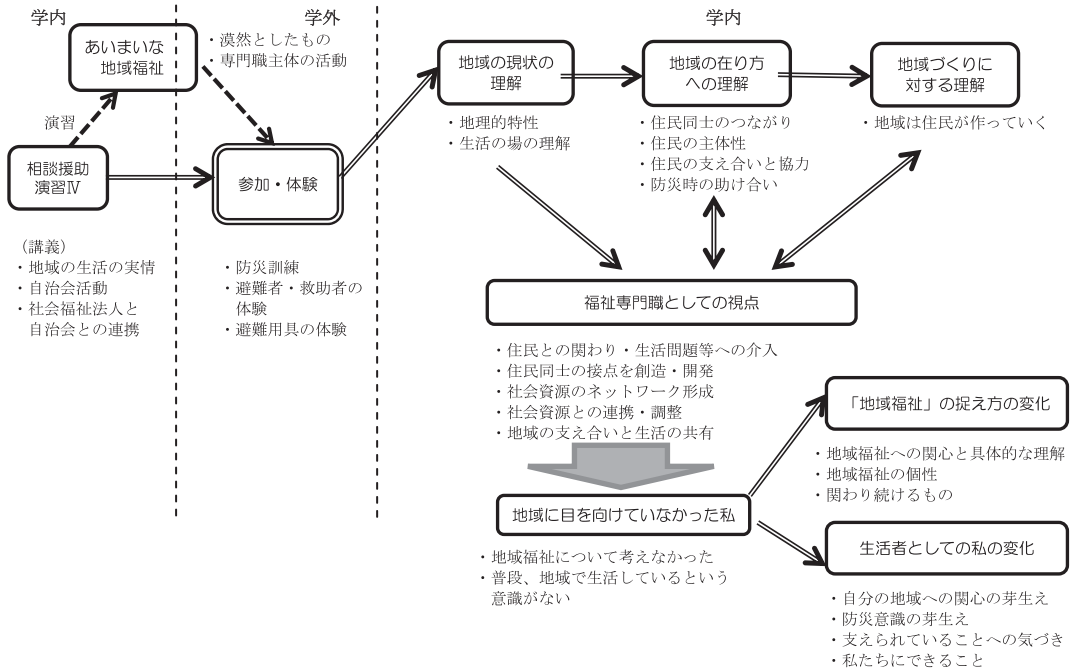 学内
学外
学内
あいまいな
地域福祉
・漠然としたもの
・専門職主体の活動
演習
相談援助
演習Ⅳ
（講義）
・地域の生活の実情
・自治会活動
・社会福祉法人と
自治会との連携
参加・体験
・防災訓練
・避難者・救助者の
体験
・避難用具の体験
地域の現状の
理解
・地理的特性
・生活の場の理解
地域の在り方
への理解
・住民同士のつながり
・住民の主体性
・住民の支え合いと協力
・防災時の助け合い
地域づくりに
対する理解
・地域は住民が作っていく
福祉専門職としての視点
・住民との関わり・生活問題等への介入
・住民同士の接点を創造・開発
・社会資源のネットワーク形成
・社会資源との連携・調整
・地域の支え合いと生活の共有
地域に目を向けていなかった私
・地域福祉について考えなかった
・普段、地域で生活しているという
意識がない
「地域福祉」の捉え方の変化
・地域福祉への関心と具体的な理解
・地域福祉の個性
・関わり続けるもの
生活者としての私の変化
・自分の地域への関心の芽生え
・防災意識の芽生え
・支えられていることへの気づき
・私たちにできること